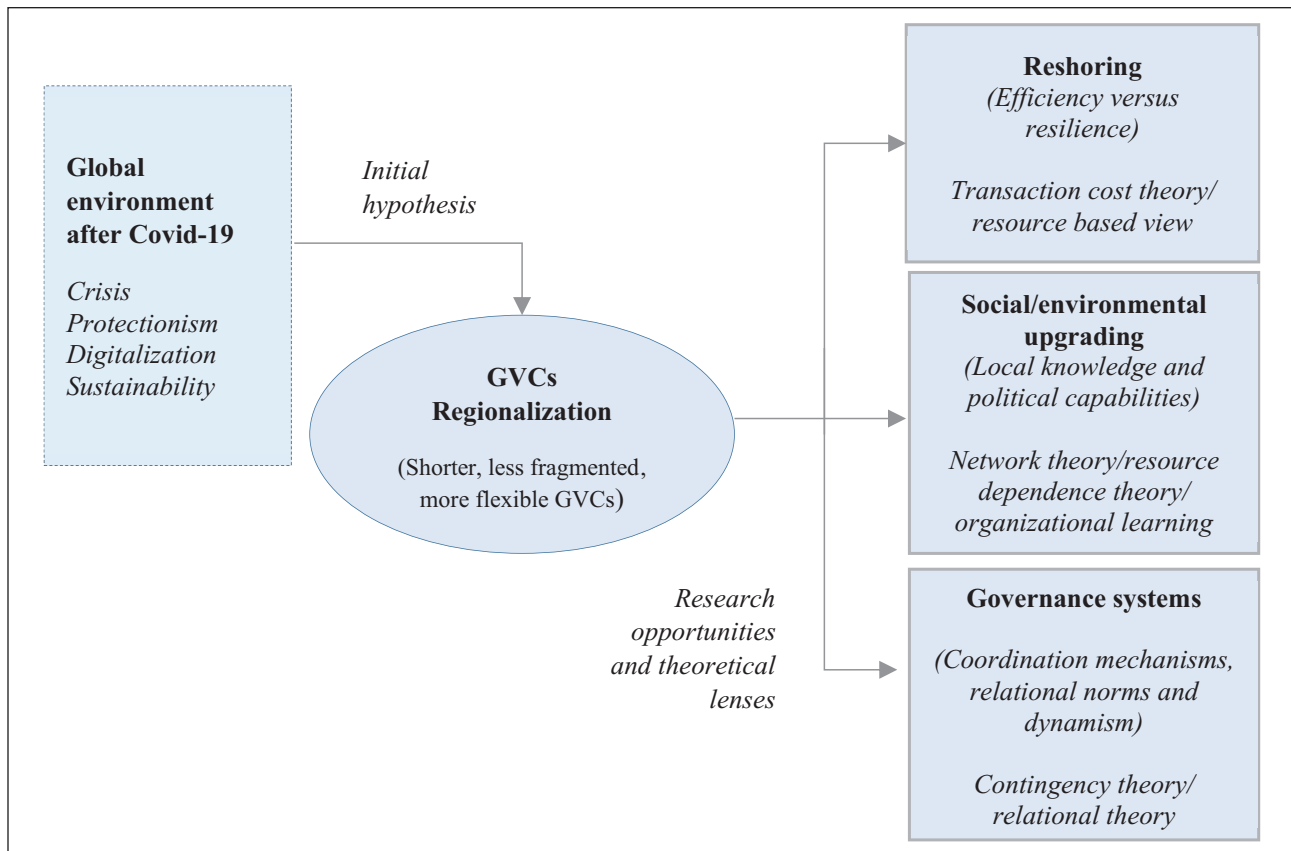 Global
environment
after Covid-19
Crisis
Protectionism
Digitalization
Sustainability
Initial
hypothesis
GVCs
Regionalization
(Shorter, less fragmented,
more flexible GVCs)
Research
opportunities
and theoretical
lenses
Reshoring
(Efficiency versus
resilience)
Transaction cost theory/
resource based view
Social/environmental
upgrading
(Local knowledge and
political capabilities)
Network theory/resource
dependence theory/
organizational learning
Governance systems
(Coordination mechanisms,
relational norms and
dynamism)
Contingency theory/
relational theory